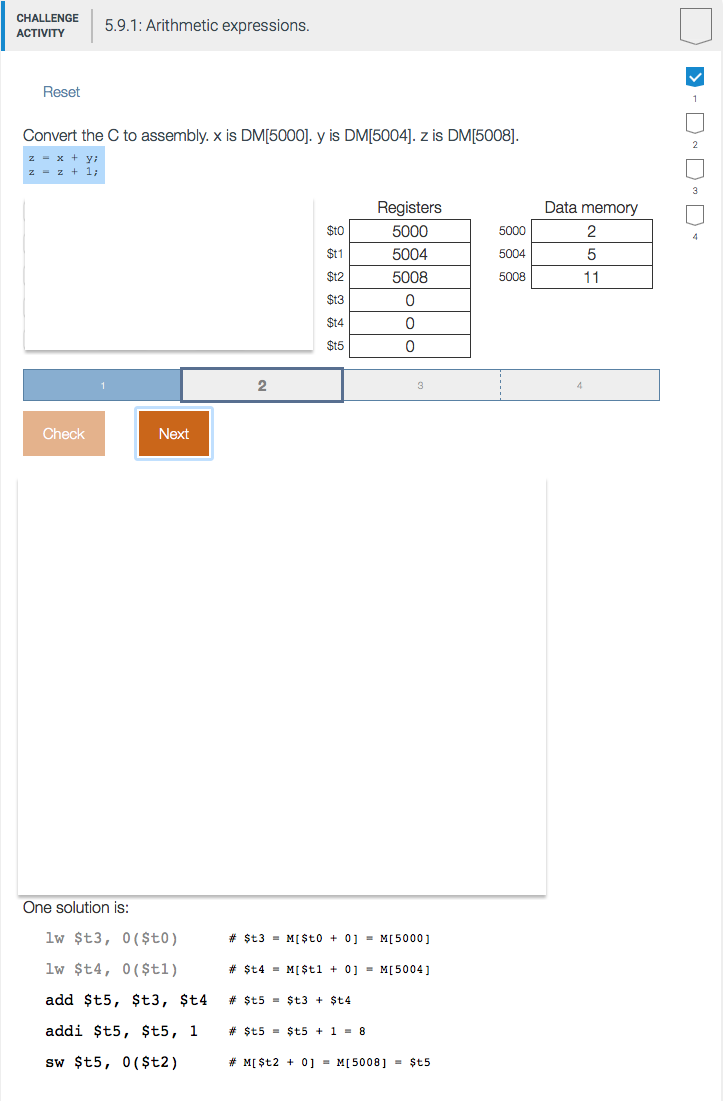 CHALLENGE
ACTIVITY
5.9.1: Arithmetic expressions.
1
2
3
4
Reset
Convert the C to assembly. x is DM[5000]. y is DM[5004]. z is DM[5008].
z = x + y;
z = z + 1;
Registers
Data memory
$t0 5000 5000 2
$t1 5004 5004 5
$t2 5008 5008 11
$t3 0
$t4 0
$t5 0
1 2 3 4
Check Next
One solution is:
lw $t3, 0($t0) # $t3 = M[$t0 + 0] = M[5000]
lw $t4, 0($t1) # $t4 = M[$t1 + 0] = M[5004]
add $t5, $t3, $t4 # $t5 = $t3 + $t4
addi $t5, $t5, 1 # $t5 = $t5 + 1 = 8
sw $t5, 0($t2) # M[$t2 + 0] = M[5008] = $t5